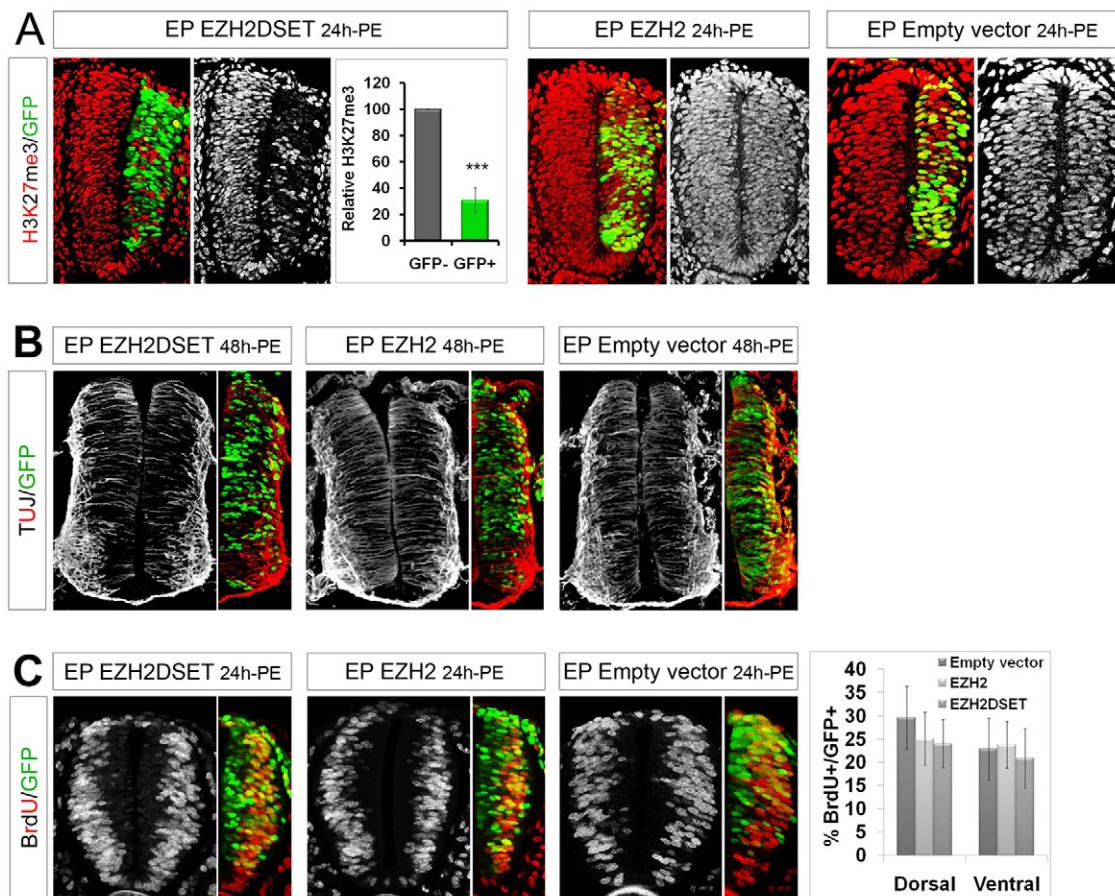 A
EP EZH2DSET 24h-PE
EP EZH2 24h-PE
EP Empty vector 24h-PE
H3K27me3/GFP
Relative H3K27me3
120
100
80
60
40
20
0
***
GFP- GFP+
B
EP EZH2DSET 48h-PE
EP EZH2 48h-PE
EP Empty vector 48h-PE
TUJ/GFP
C
EP EZH2DSET 24h-PE
EP EZH2 24h-PE
EP Empty vector 24h-PE
BrdU/GFP
% BrdU+/GFP+
40
35
30
25
20
15
10
5
0
Empty vector
EZH2
EZH2DSET
Dorsal Ventral